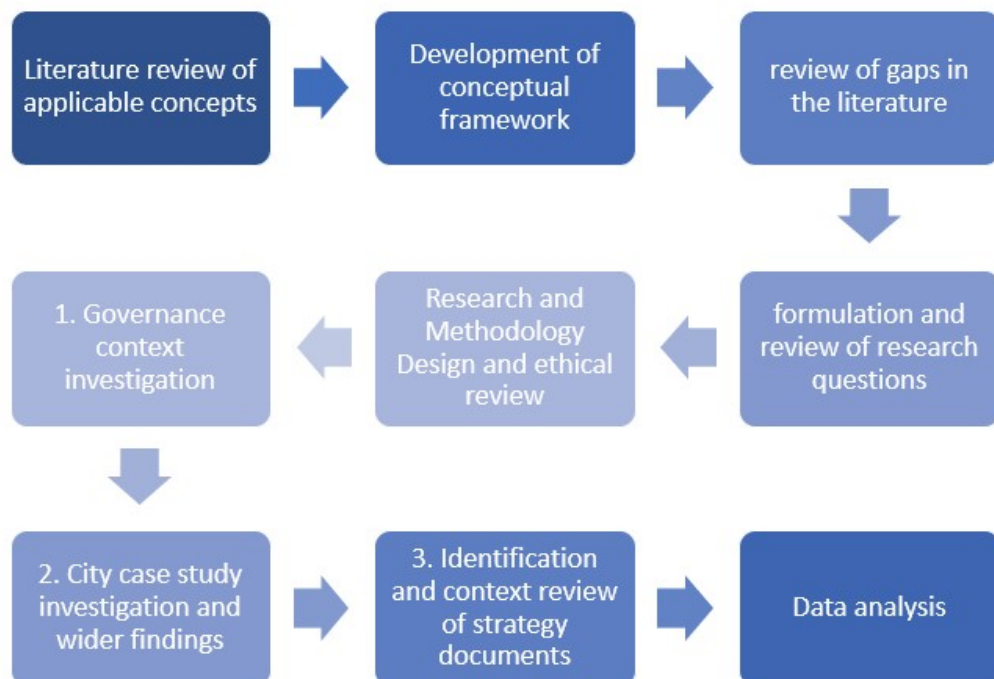 Literature review of
applicable concepts
Development of
conceptual
framework
review of gaps in
the literature
formulation and
review of research
questions
Research and
Methodology
Design and ethical
review
1. Governance
context
investigation
2. City case study
investigation and
wider findings
3. Identification
and context review
of strategy
documents
Data analysis